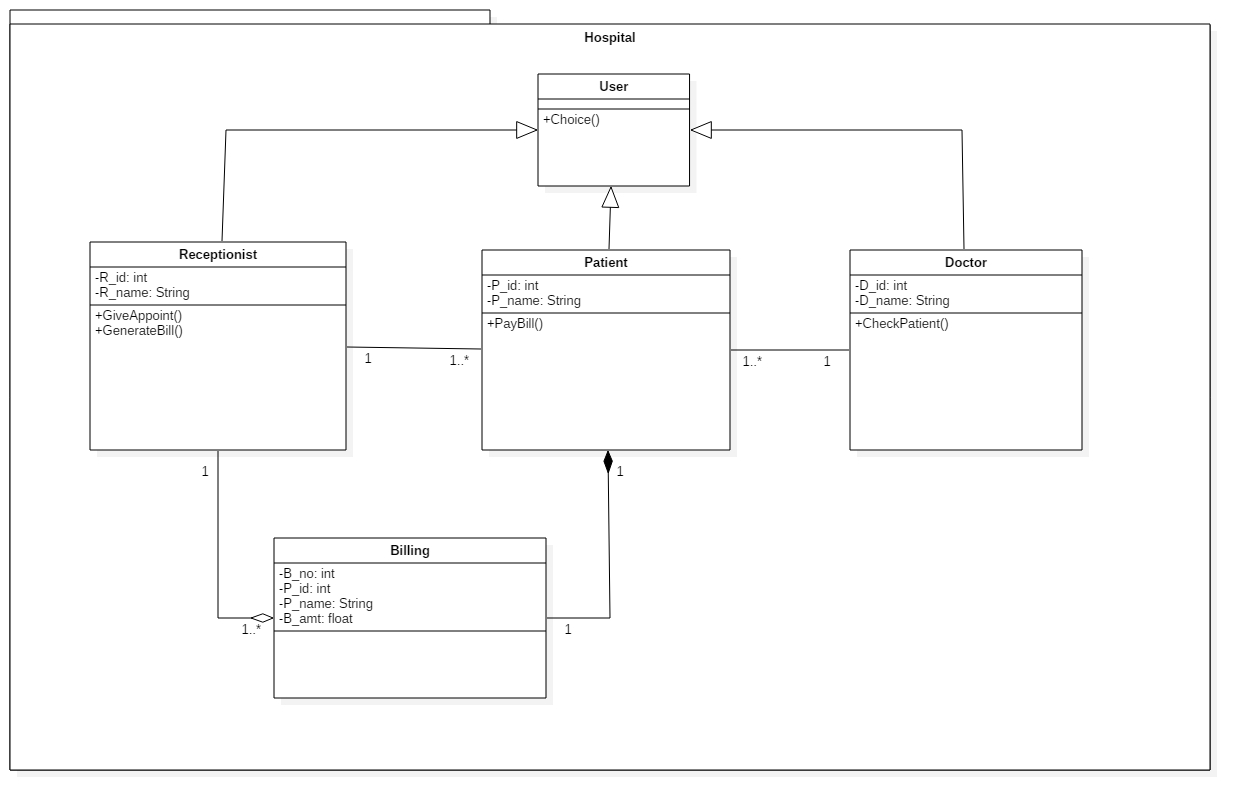 Hospital
User
+Choice()
Receptionist
-R_id: int
-R_name: String
+GiveAppoint()
+GenerateBill()
Patient
-P_id: int
-P_name: String
+PayBill()
Doctor
-D_id: int
-D_name: String
+CheckPatient()
1
1..*
1..*
1
1
1
Billing
-B_no: int
-P_id: int
-P_name: String
-B_amt: float
1..*
1